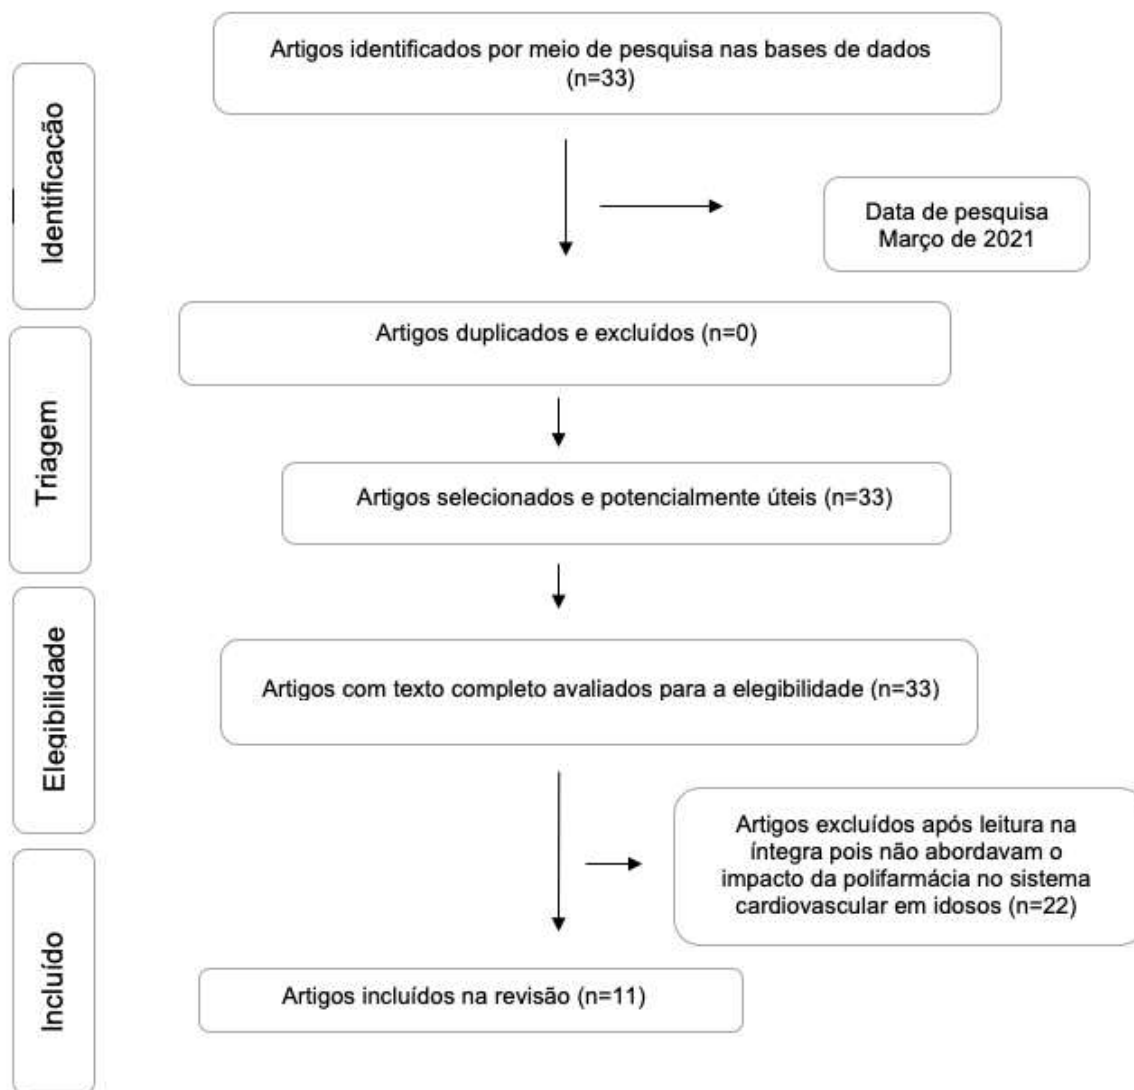 Artigos identificados por meio de pesquisa nas bases de dados
(n=33)
Identificação
Data de pesquisa
Março de 2021
Artigos duplicados e excluídos (n=0)
Triagem
Artigos selecionados e potencialmente úteis (n=33)
Elegibilidade
Artigos com texto completo avaliados para a elegibilidade (n=33)
Artigos excluídos após leitura na
íntegra pois não abordavam o
impacto da polifarmácia no sistema
cardiovascular em idosos (n=22)
Incluído
Artigos incluídos na revisão (n=11)